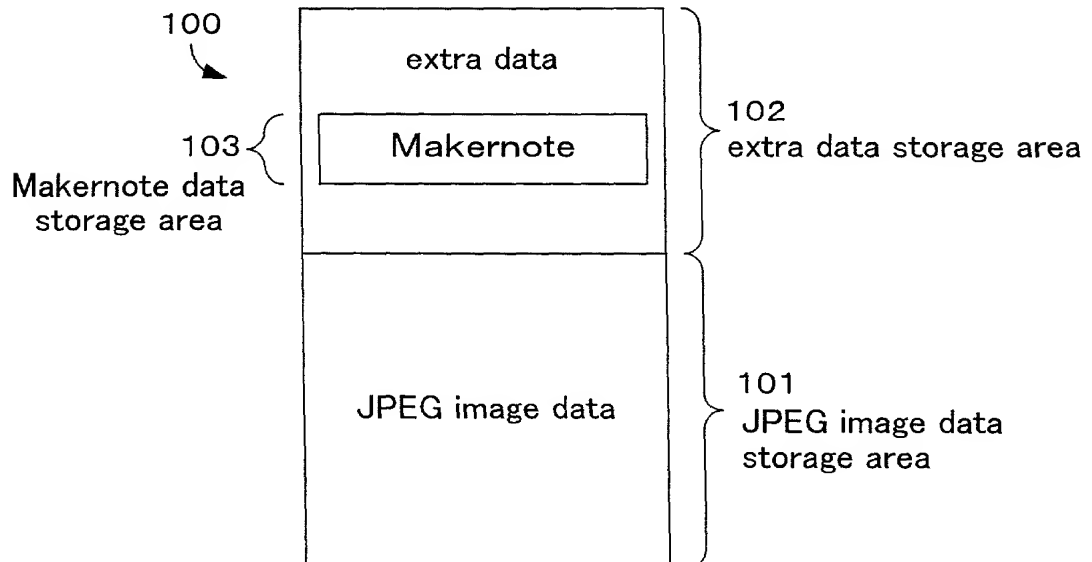 100
extra data
Makernote
103
Makernote data
storage area
102
extra data storage area
JPEG image data
101
JPEG image data
storage area